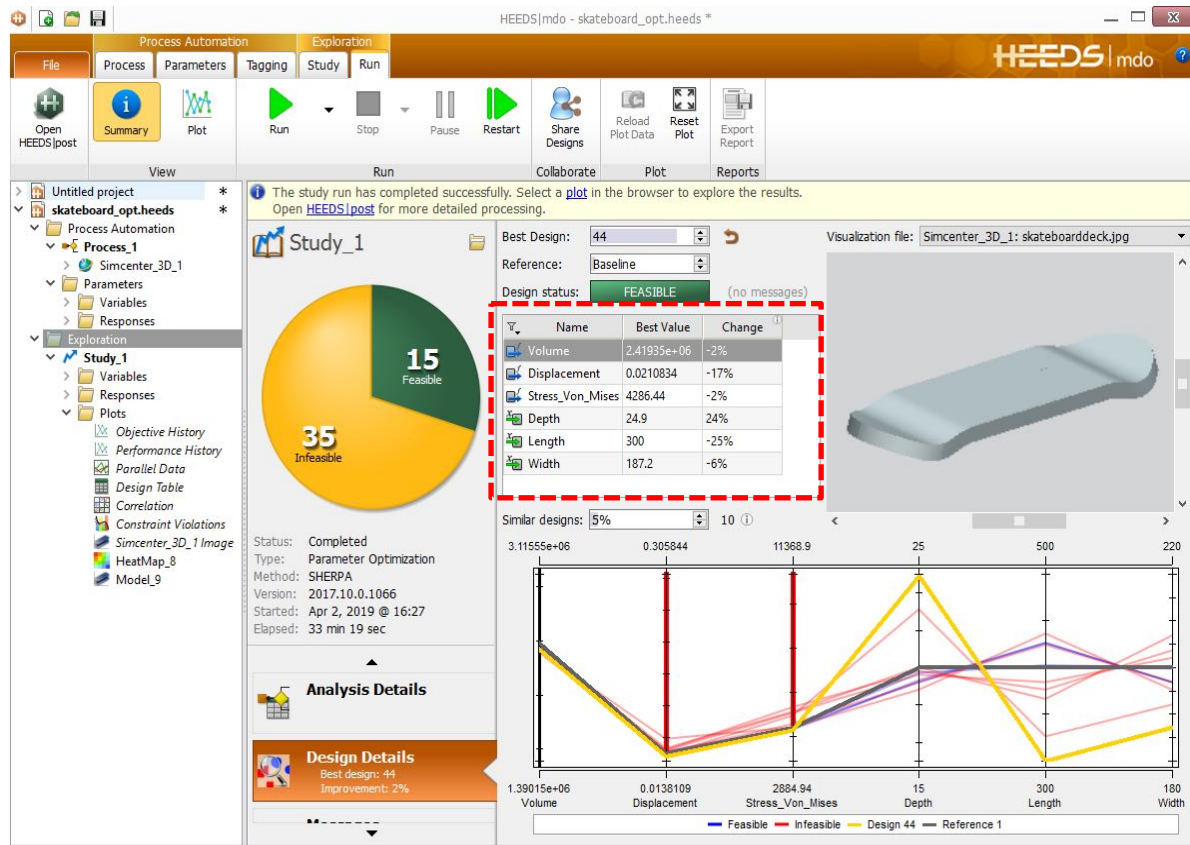 HEEDS|mdo - skateboard_opt.heeds *
Process Automation
Exploration
File
Process
Parameters
Tagging
Study
Run
HEEDS|mdo
?
Open HEEDS|post
Summary
Plot
Run
Stop
Pause
Restart
Share Designs
Reload Plot Data
Reset Plot
Export Report
View
Run
Collaborate
Plot
Reports
Untitled project *
skateboard_opt.heeds *
Process Automation
Process_1
Simcenter_3D_1
Parameters
Variables
Responses
Exploration
Study_1
Variables
Responses
Plots
Objective History
Performance History
Parallel Data
Design Table
Correlation
Constraint Violations
Simcenter_3D_1 Image
HeatMap_8
Model_9
The study run has completed successfully. Select a plot in the browser to explore the results.
Open HEEDS|post for more detailed processing.
Study_1
15
Feasible
35
Infeasible
Status: Completed
Type: Parameter Optimization
Method: SHERPA
Version: 2017.10.0.1066
Started: Apr 2, 2019 @ 16:27
Elapsed: 33 min 19 sec
Analysis Details
Design Details
Best design: 44
Improvement: 2%
Best Design: 44
Reference: Baseline
Design status: FEASIBLE (no messages)
Visualization file: Simcenter_3D_1: skateboarddeck.jpg
Name Best Value Change
Volume 2.41935e+06 -2%
Displacement 0.0210834 -17%
Stress_Von_Mises 4286.44 -2%
Depth 24.9 24%
Length 300 -25%
Width 187.2 -6%
Similar designs: 5% 10
3.11555e+06 0.305844 11368.9 25 500 220
1.39015e+06 0.0138109 2884.94 15 300 180
Volume Displacement Stress_Von_Mises Depth Length Width
Feasible Infeasible Design 44 Reference 1